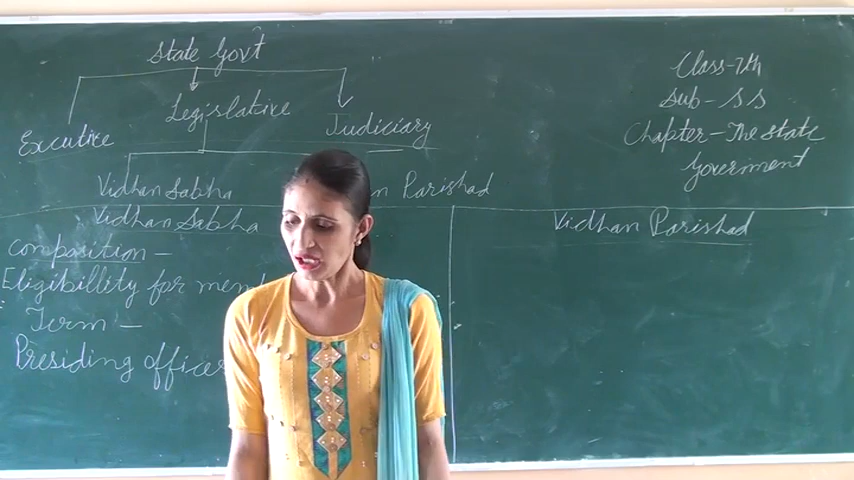 State Gov't
Excutive
Legislative
Judiciary
Vidhan Sabha
n Parishad
Class-7th
Sub-SS
Chapter-The state
Goverment
Vidhan Sabha
composition-
Eligibillity for mem
Term-
Presiding office
Vidhan Parishad